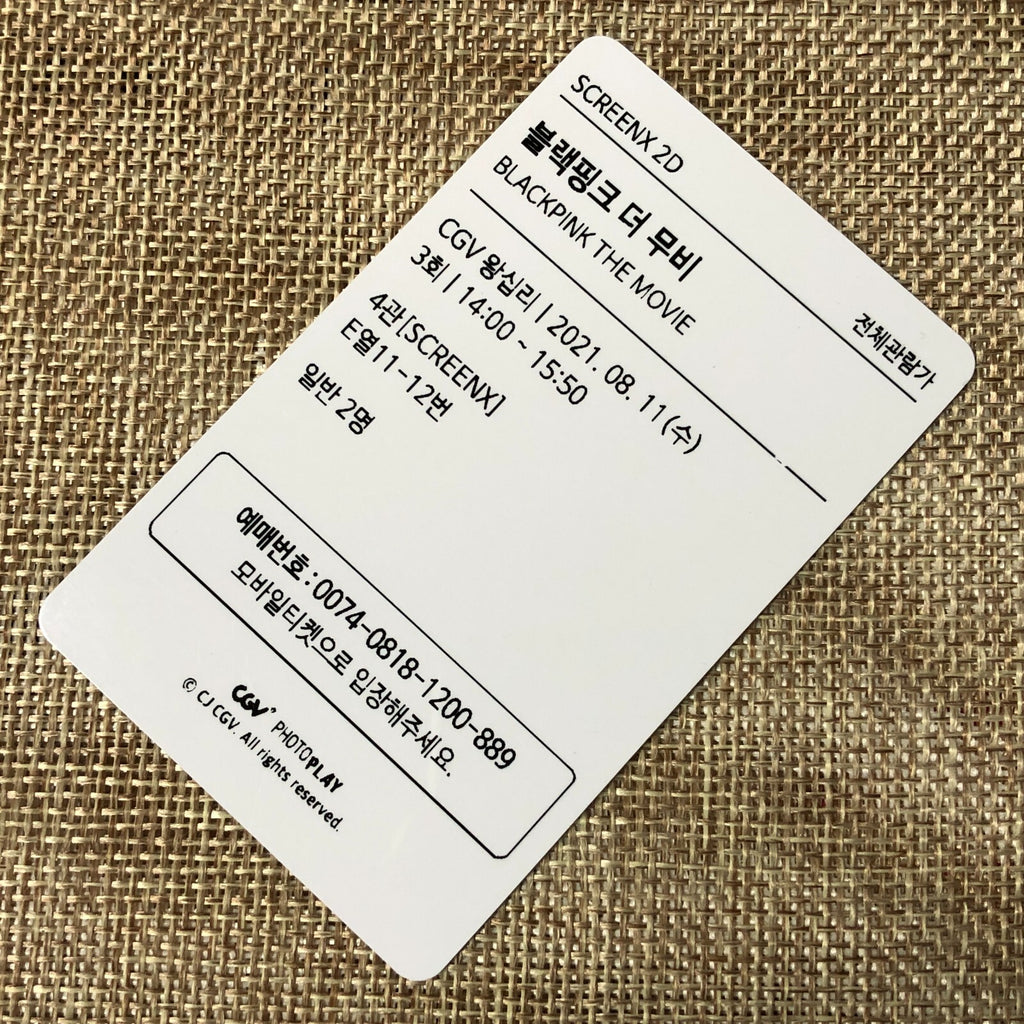 SCREENX 2D
전체관람가
블랙핑크 더 무비
BLACKPINK THE MOVIE
CGV 왕십리 | 2021. 08. 11(수)
3회 | 14:00 ~ 15:50
4관[SCREENX]
E열11-12번
일반 2명
예매번호 : 0074-0818-1200-889
모바일티켓으로 입장해주세요.
CGV PHOTOPLAY
© CJ CGV. All rights reserved.